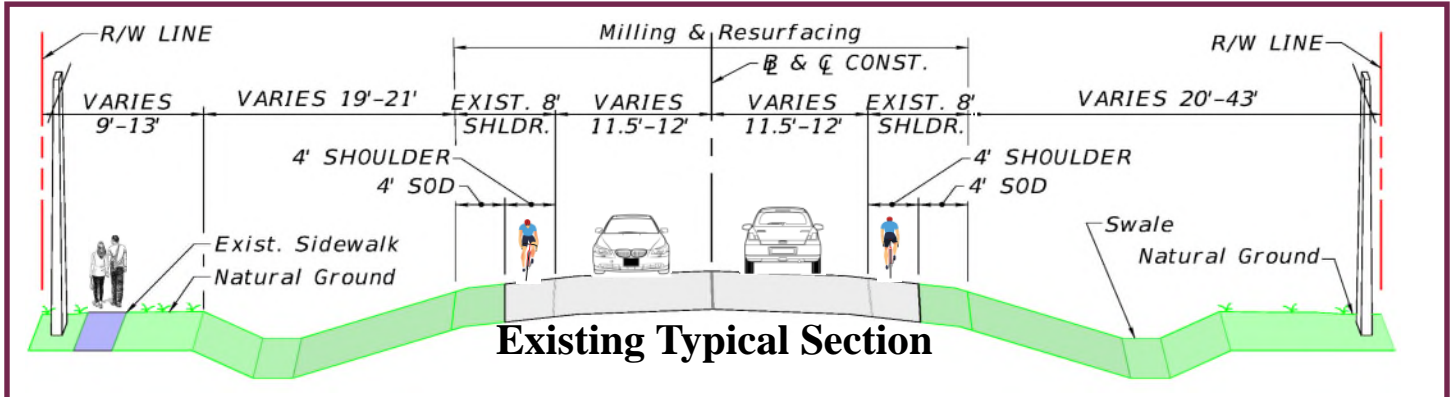 R/W LINE
Milling & Resurfacing
R/W LINE
℄ CONST.
VARIES
9'-13'
VARIES 19'-21'
EXIST. 8'
SHLDR.
VARIES
11.5'-12'
VARIES
11.5'-12'
EXIST. 8'
SHLDR.
VARIES 20'-43'
4' SHOULDER
4' SOD
4' SHOULDER
4' SOD
Exist. Sidewalk
Natural Ground
Swale
Natural Ground
Existing Typical Section